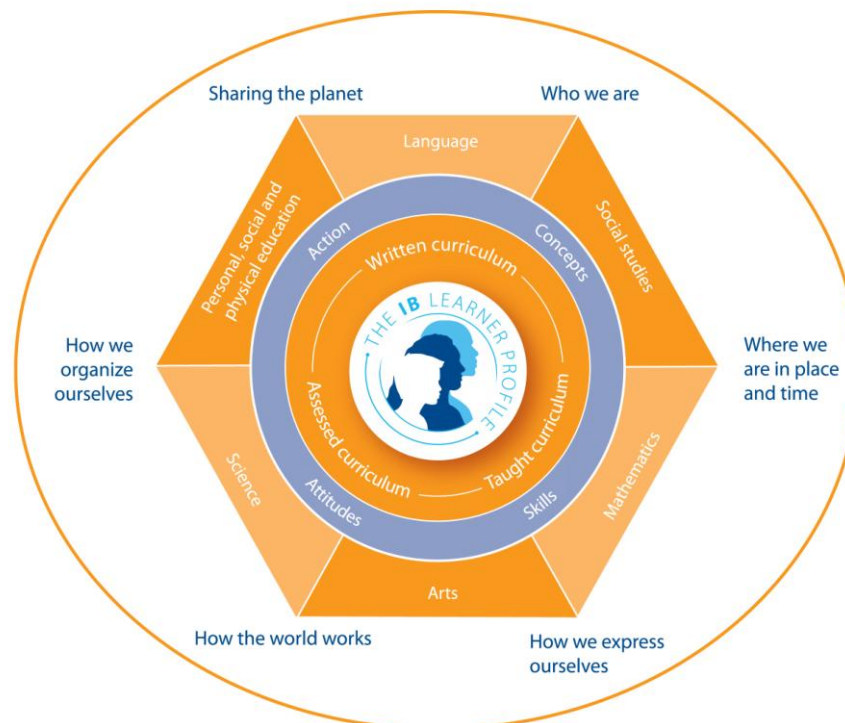 Sharing the planet
Who we are
Language
Personal, social and
physical education
Social studies
Action
Concepts
Written curriculum
THE IB LEARNER PROFILE
How we
organize
ourselves
Where we
are in place
and time
Assessed curriculum
Taught curriculum
Science
Mathematics
Attitudes
Skills
Arts
How the world works
How we express
ourselves